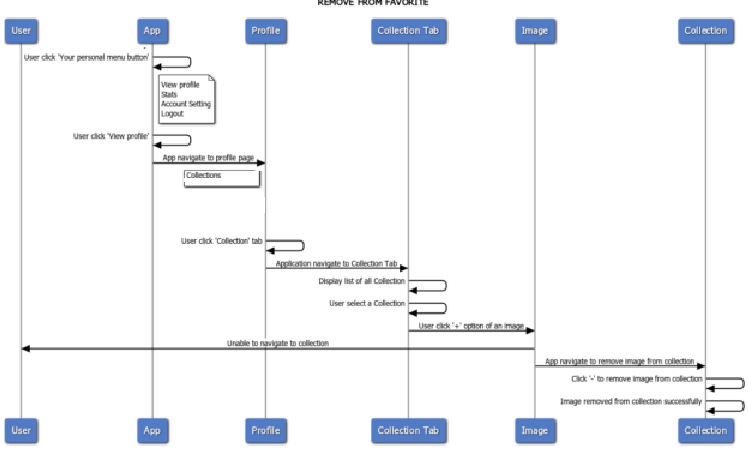 REMOVE FROM FAVORITE
User App Profile Collection Tab Image Collection
User click 'Your personal menu button'
View profile
Stats
Account Setting
Logout
User click 'View profile'
App navigate to profile page
Collections
User click 'Collection' tab
Application navigate to Collection Tab
Display list of all Collection
User select a Collection
User click '+' option of an image
Unable to navigate to collection
App navigate to remove image from collection
Click '-' to remove image from collection
Image removed from collection successfully
User App Profile Collection Tab Image Collection